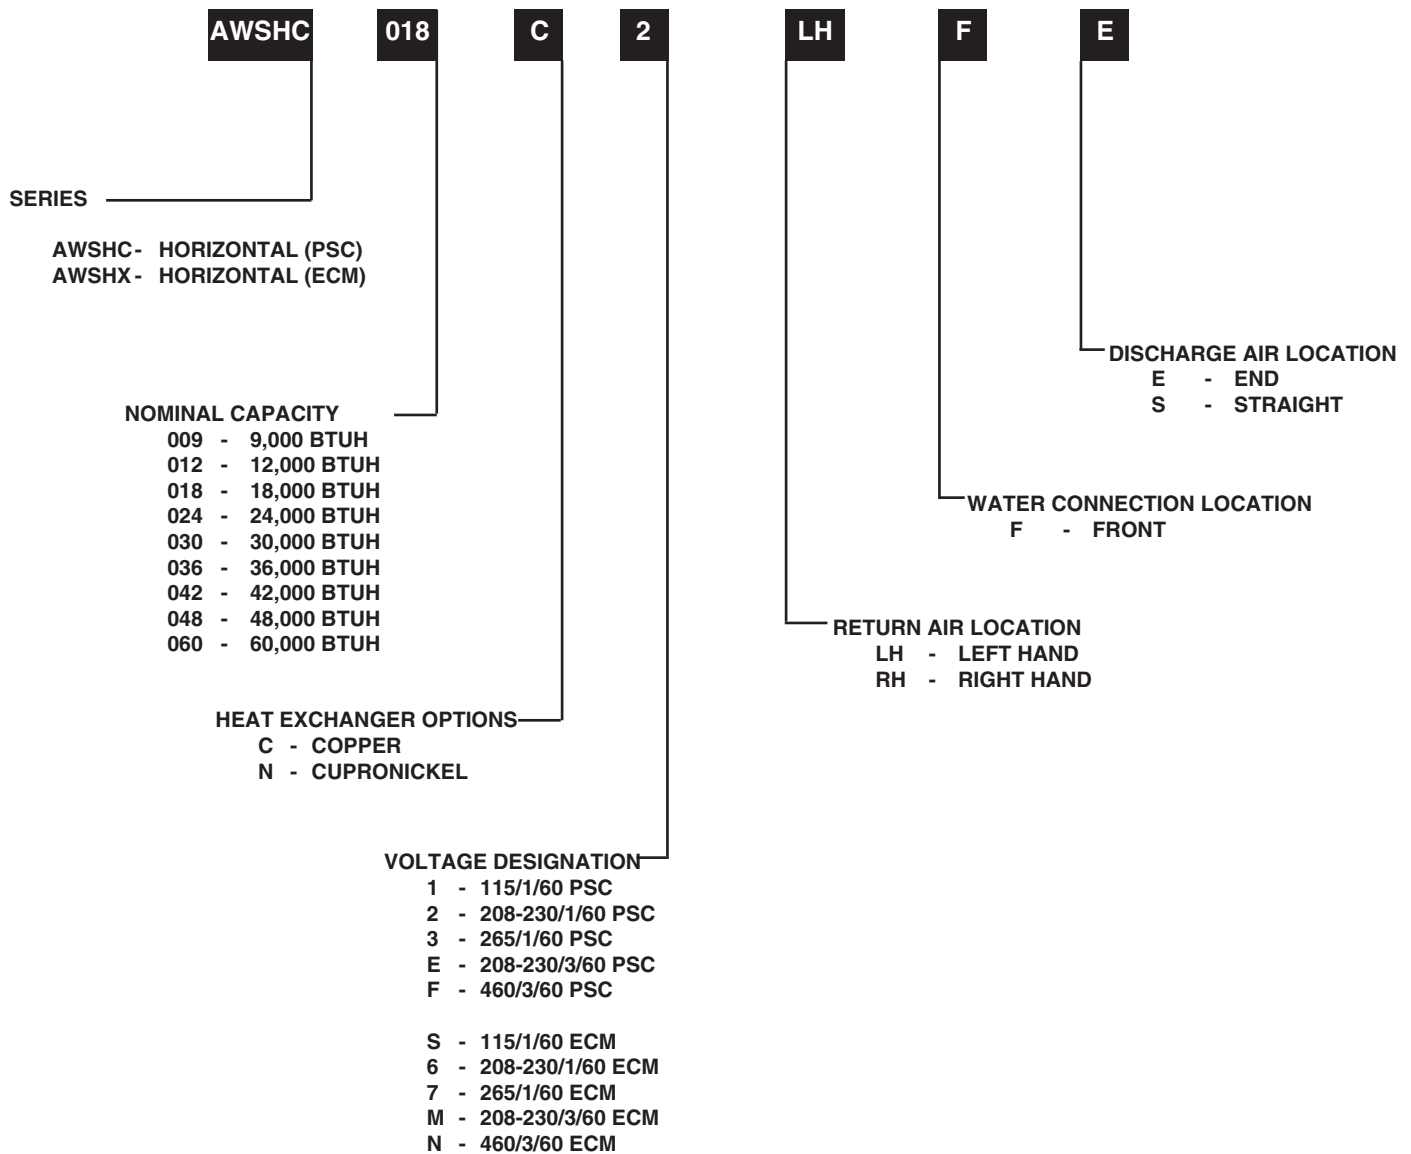 AWSHC 018 C 2 LH F E
SERIES
AWSHC - HORIZONTAL (PSC)
AWSHX - HORIZONTAL (ECM)
DISCHARGE AIR LOCATION
E - END
S - STRAIGHT
NOMINAL CAPACITY
009 - 9,000 BTUH
012 - 12,000 BTUH
018 - 18,000 BTUH
024 - 24,000 BTUH
030 - 30,000 BTUH
036 - 36,000 BTUH
042 - 42,000 BTUH
048 - 48,000 BTUH
060 - 60,000 BTUH
WATER CONNECTION LOCATION
F - FRONT
RETURN AIR LOCATION
LH - LEFT HAND
RH - RIGHT HAND
HEAT EXCHANGER OPTIONS
C - COPPER
N - CUPRONICKEL
VOLTAGE DESIGNATION
1 - 115/1/60 PSC
2 - 208-230/1/60 PSC
3 - 265/1/60 PSC
E - 208-230/3/60 PSC
F - 460/3/60 PSC
S - 115/1/60 ECM
6 - 208-230/1/60 ECM
7 - 265/1/60 ECM
M - 208-230/3/60 ECM
N - 460/3/60 ECM